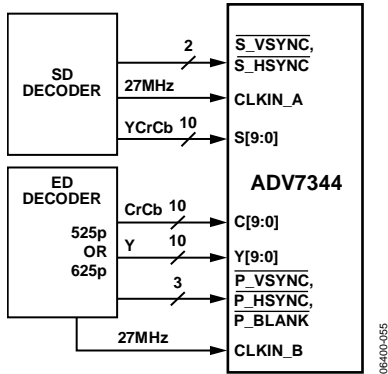 SD
DECODER
2
S_VSYNC,
S_HSYNC
27MHz
CLKIN_A
YCrCb 10
S[9:0]
ADV7344
ED
DECODER
525p
OR
625p
CrCb 10
C[9:0]
Y 10
Y[9:0]
3
P_VSYNC,
P_HSYNC,
P_BLANK
27MHz
CLKIN_B
06400-055